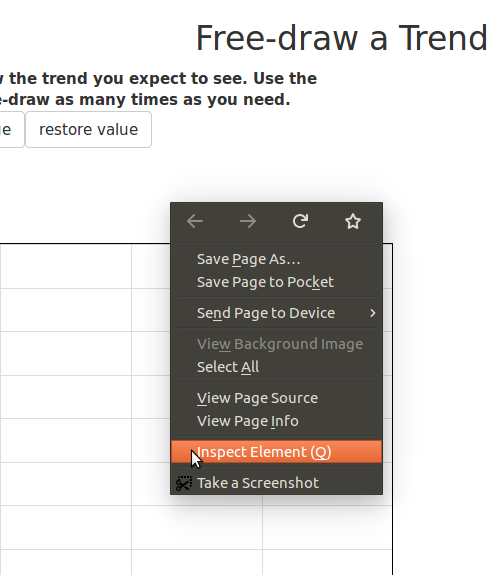 Free-draw a Trend
the trend you expect to see. Use the
-draw as many times as you need.
restore value
Save Page As...
Save Page to Pocket
Send Page to Device
View Background Image
Select All
View Page Source
View Page Info
Inspect Element (Q)
Take a Screenshot